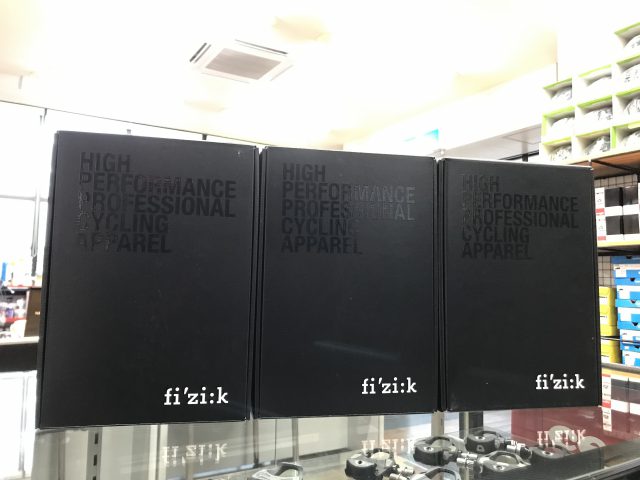 HIGH
PERFORMANCE
PROFESSIONAL
CYCLING
APPAREL
fi'zi:k
HIGH
PERFORMANCE
PROFESSIONAL
CYCLING
APPAREL
fi'zi:k
HIGH
PERFORMANCE
PROFESSIONAL
CYCLING
APPAREL
fi'zi:k